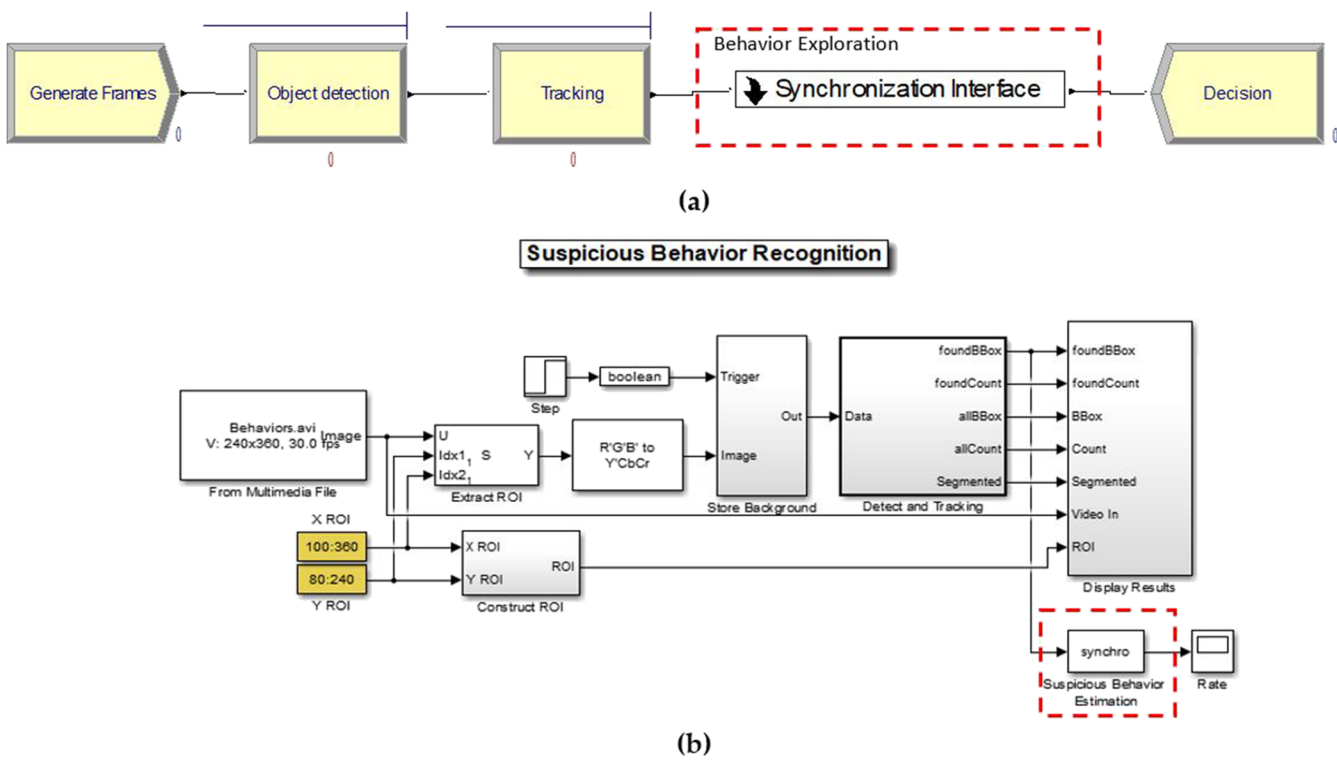 Behavior Exploration
Generate Frames
Object detection
Tracking
Synchronization Interface
Decision
0
0
0
0
(a)
Suspicious Behavior Recognition
Behaviors.avi
V: 240x360, 30.0 fps
Image
From Multimedia File
X ROI
100:360
80:240
Y ROI
U
Idx1₁
Idx2₁
S
Y
Extract ROI
X ROI
Y ROI
ROI
Construct ROI
Step
boolean
R'G'B' to
Y'CbCr
Trigger
Image
Out
Store Background
Data
foundBBox
foundCount
allBBox
allCount
Segmented
Detect and Tracking
foundBBox
foundCount
BBox
Count
Segmented
Video In
ROI
Display Results
synchro
Suspicious Behavior
Estimation
Rate
(b)